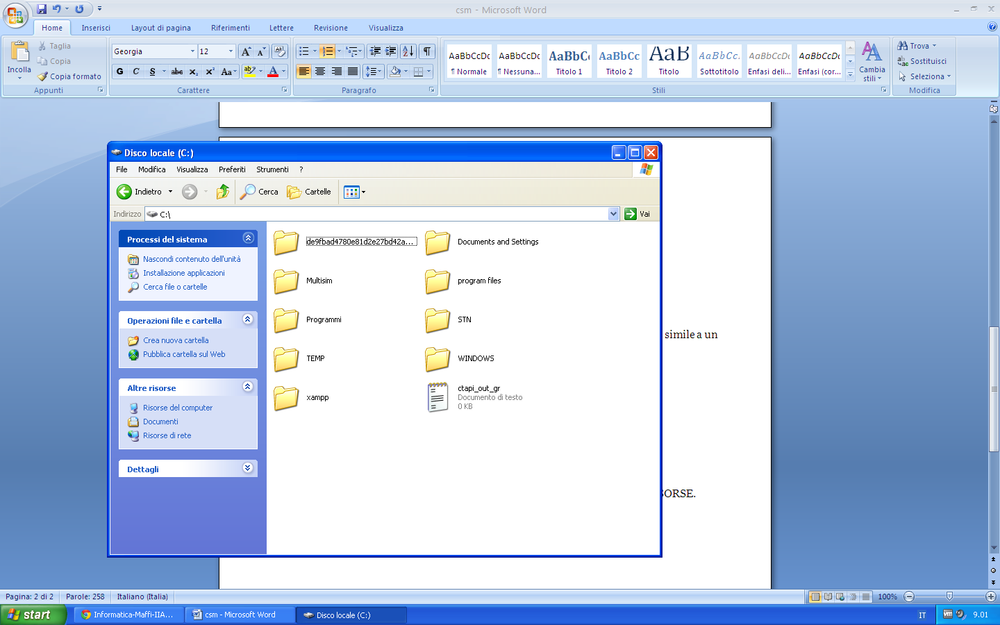 csm - Microsoft Word
Home Inserisci Layout di pagina Riferimenti Lettere Revisione Visualizza
Incolla
Taglia
Copia
Copia formato
Appunti
Georgia 12
G C S abc x₂ x² Aa
ab A
Carattere
Paragrafo
AaBbCcDc AaBbCcDc AaBbCc AaBbCc AaB AaBbCc. AaBbCcDc AaBbCcDc
¶ Normale ¶ Nessuna... Titolo 1 Titolo 2 Titolo Sottotitolo Enfasi deli... Enfasi (cor...
Stili
Cambia
stili
Trova
Sostituisci
Seleziona
Modifica
Disco locale (C:)
File Modifica Visualizza Preferiti Strumenti ?
Indietro Cerca Cartelle
Indirizzo C:\ Vai
Processi del sistema
Nascondi contenuto dell'unità
Installazione applicazioni
Cerca file o cartelle
Operazioni file e cartella
Crea nuova cartella
Pubblica cartella sul Web
Altre risorse
Risorse del computer
Documenti
Risorse di rete
Dettagli
de9fbad4780e81d2e27bd42a... Documents and Settings
Multisim program files
Programmi STN
TEMP WINDOWS
xampp ctapi_out_gr
Documento di testo
0 KB
simile a un
SORSE.
Pagina: 2 di 2 Parole: 258 Italiano (Italia) 100%
start Informatica-Maffi-IIA... csm - Microsoft Word Disco locale (C:) IT vm 9.01